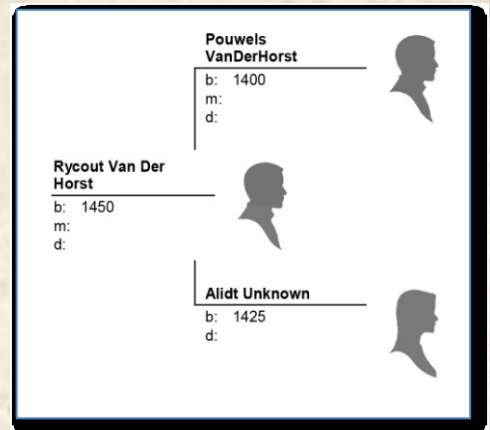 Pouwels
VanDerHorst
b: 1400
m:
d:
Rycout Van Der
Horst
b: 1450
m:
d:
Alidt Unknown
b: 1425
d: